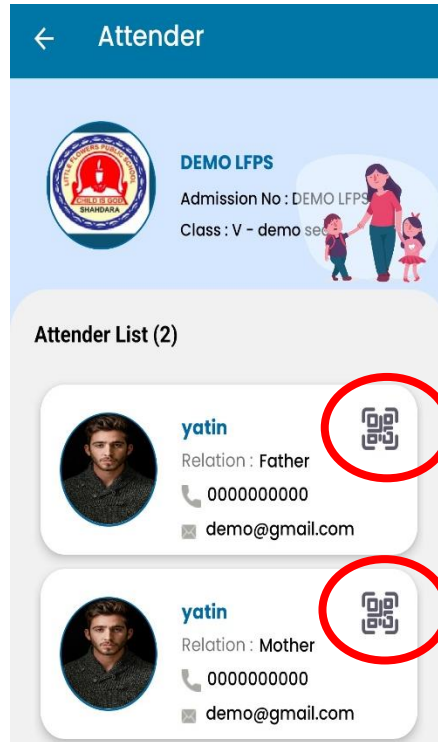 Attender
LITTLE FLOWERS PUBLIC SCHOOL
CHILD IS GOD
SHAHDARA
DEMO LFPS
Admission No : DEMO LFPS
Class : V - demo sec
Attender List (2)
yatin
Relation : Father
0000000000
demo@gmail.com
yatin
Relation : Mother
0000000000
demo@gmail.com